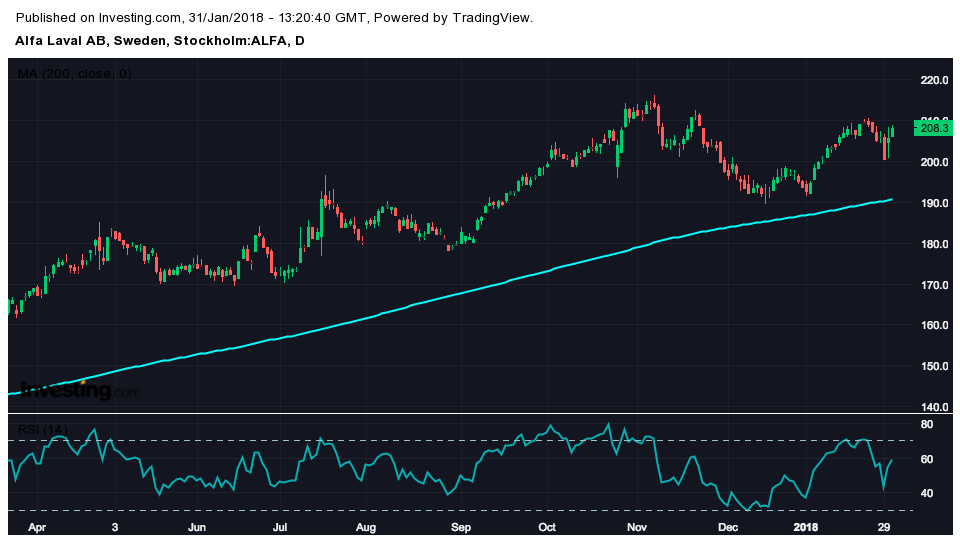 Published on Investing.com, 31/Jan/2018 - 13:20:40 GMT, Powered by TradingView.
Alfa Laval AB, Sweden, Stockholm:ALFA, D
MA (200, close, 0)
220.0
210.0
208.3
200.0
190.0
180.0
170.0
160.0
150.0
140.0
Investing.com
RSI (14)
80
60
40
Apr 3 Jun Jul Aug Sep Oct Nov Dec 2018 29